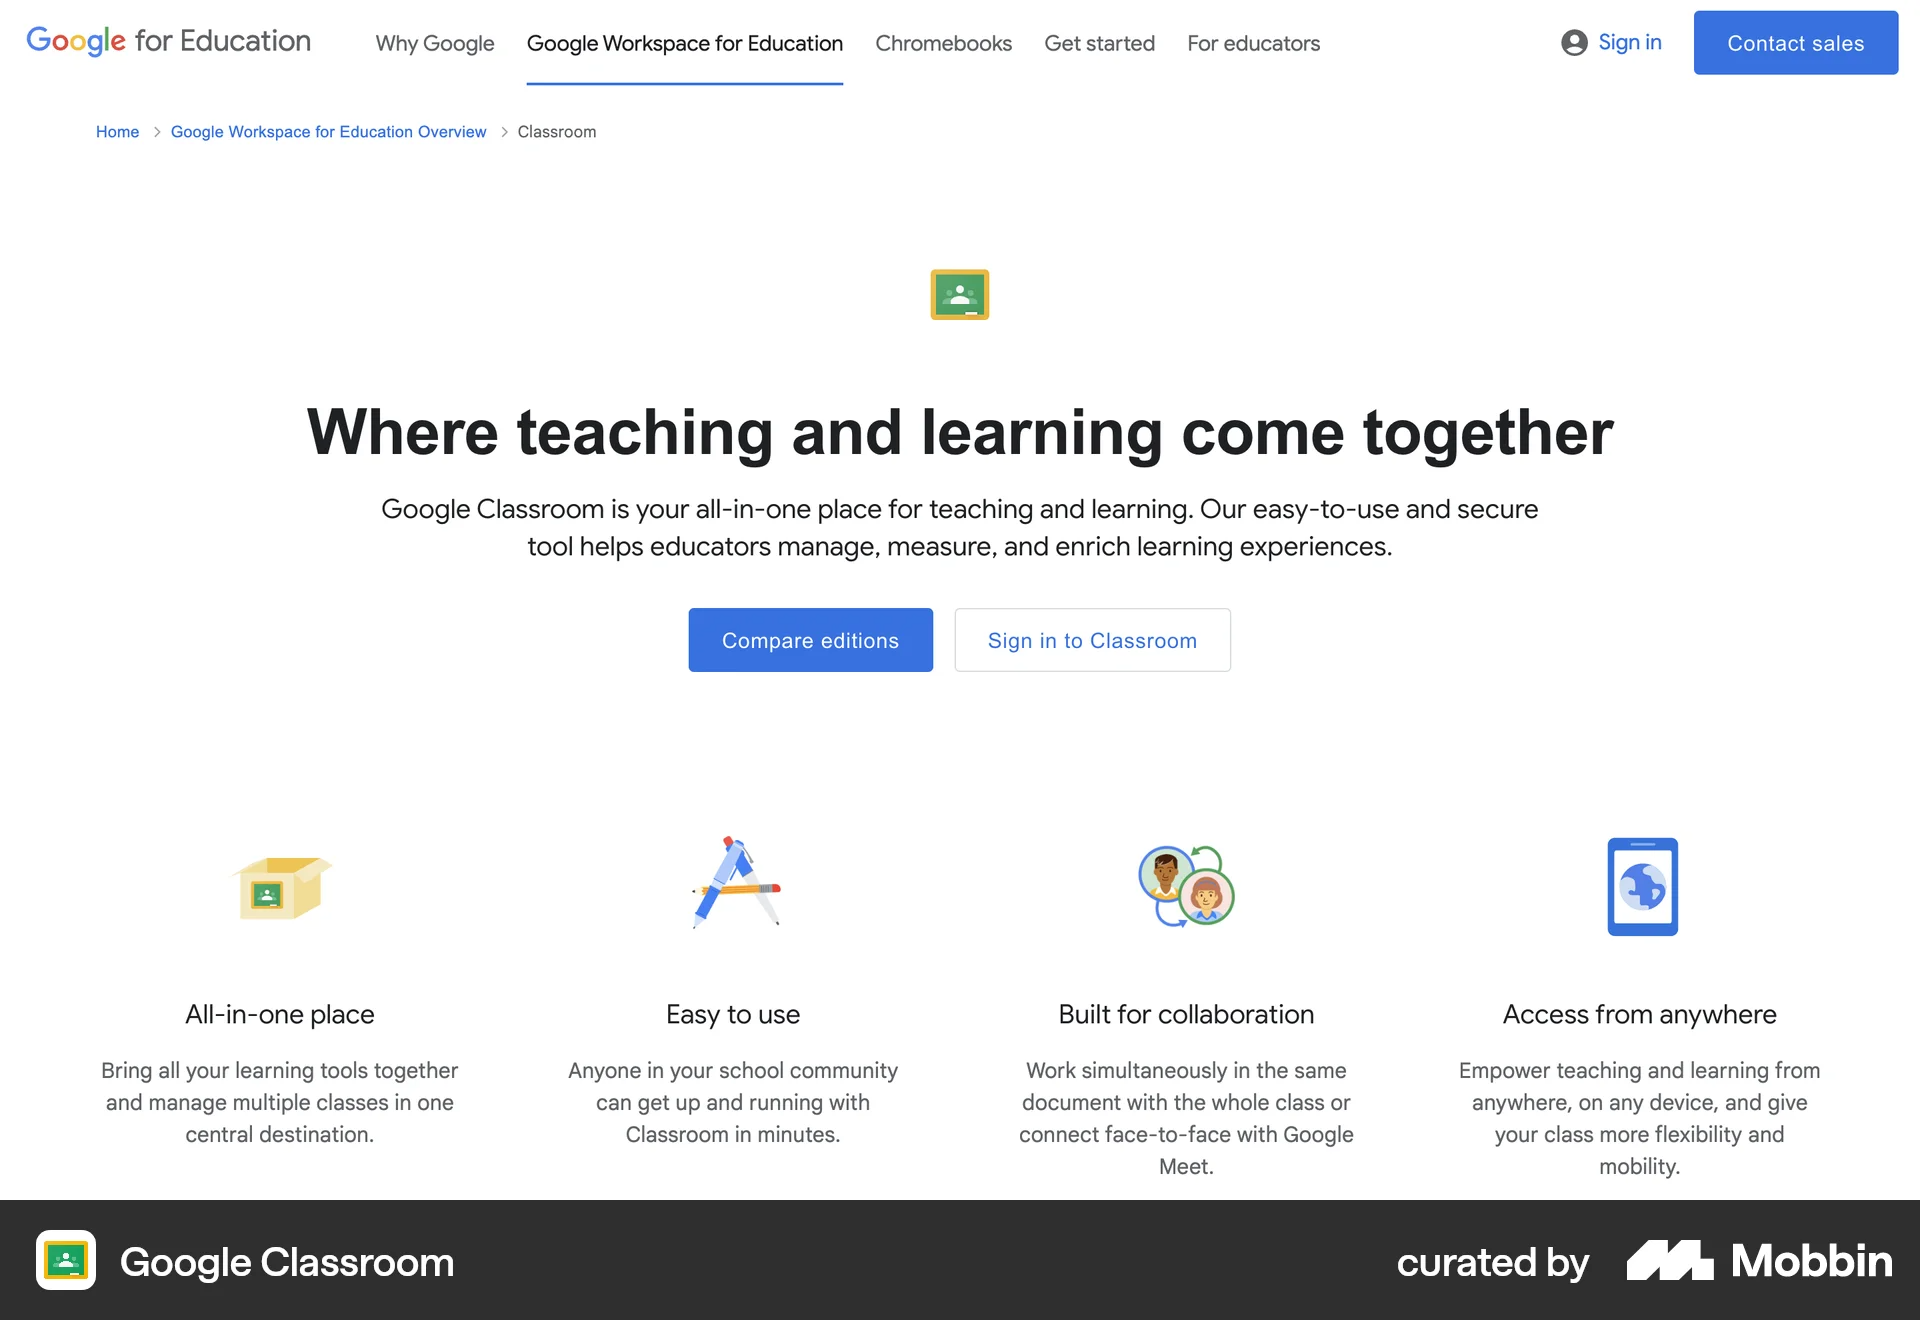 Google for Education
Why Google
Google Workspace for Education
Chromebooks
Get started
For educators
Sign in
Contact sales
Home > Google Workspace for Education Overview > Classroom
Where teaching and learning come together
Google Classroom is your all-in-one place for teaching and learning. Our easy-to-use and secure
tool helps educators manage, measure, and enrich learning experiences.
Compare editions
Sign in to Classroom
All-in-one place
Bring all your learning tools together
and manage multiple classes in one
central destination.
Easy to use
Anyone in your school community
can get up and running with
Classroom in minutes.
Built for collaboration
Work simultaneously in the same
document with the whole class or
connect face-to-face with Google
Meet.
Access from anywhere
Empower teaching and learning from
anywhere, on any device, and give
your class more flexibility and
mobility.
Google Classroom
curated by
Mobbin